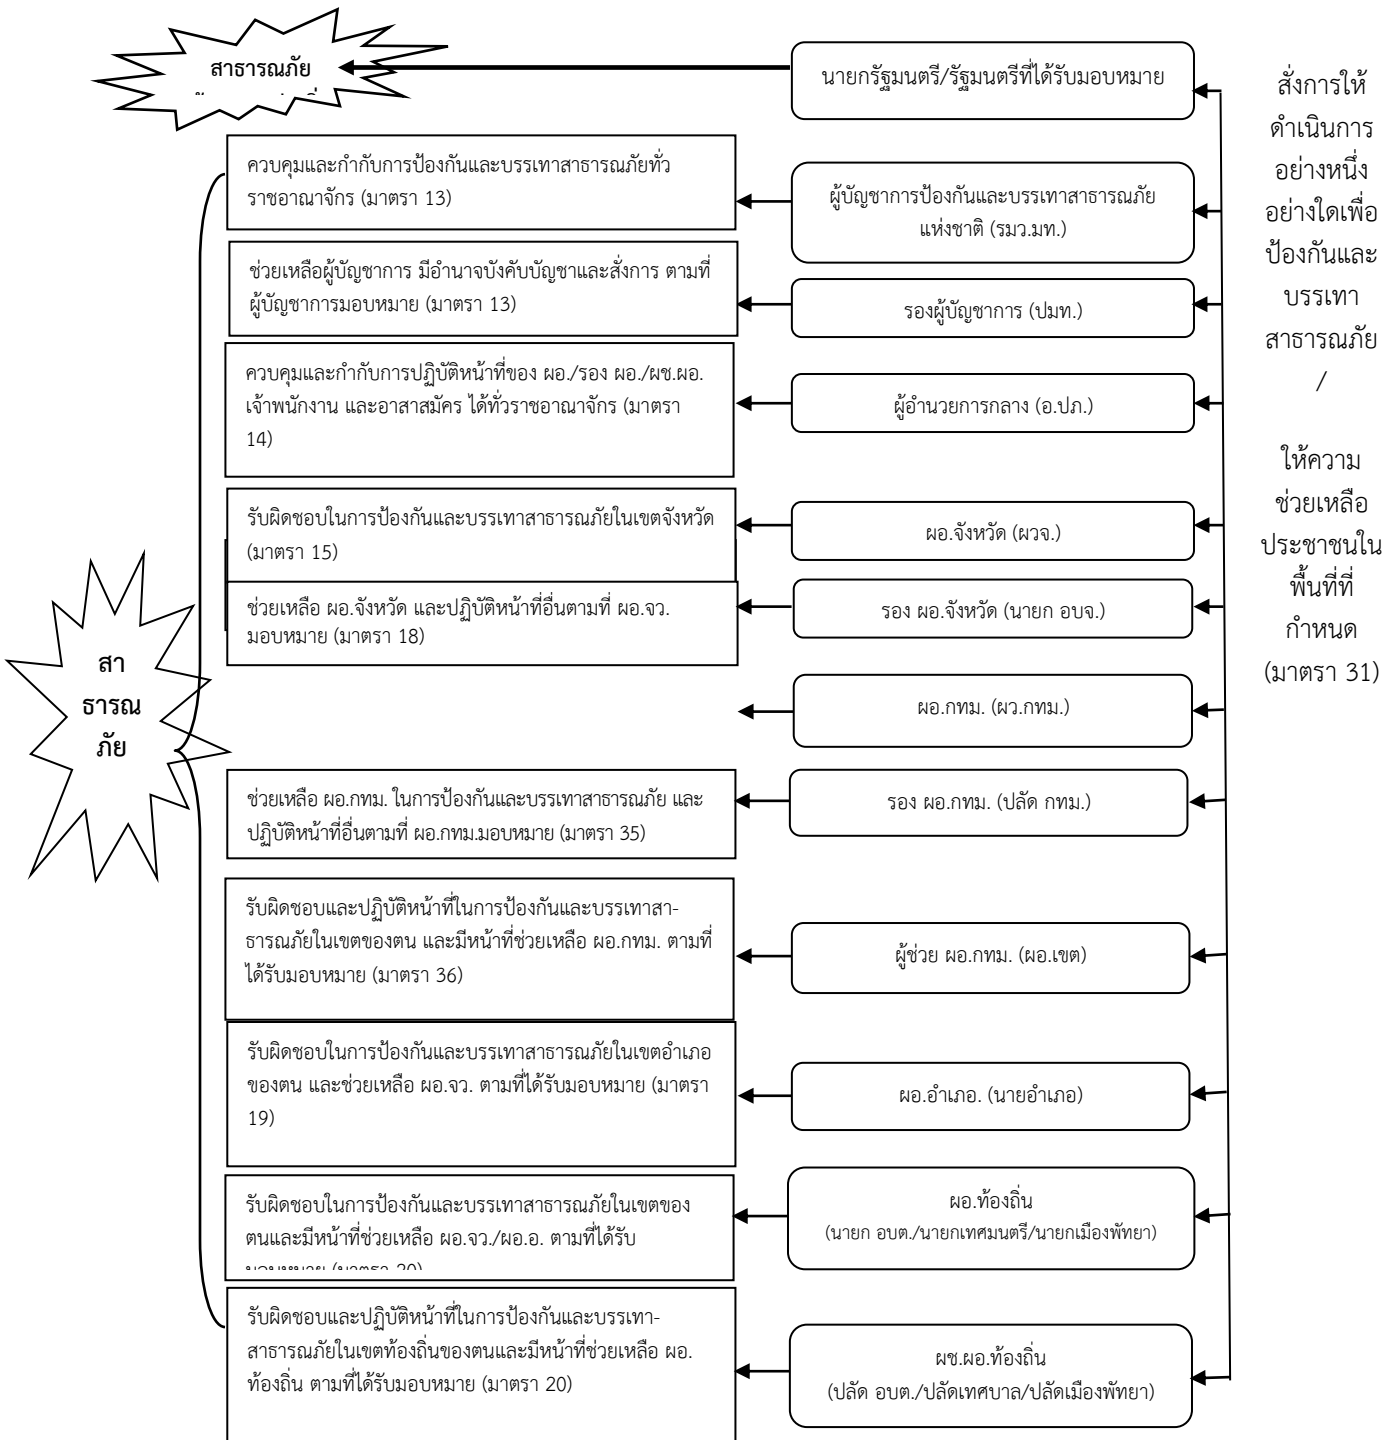 สาธารณภัย
นายกรัฐมนตรี/รัฐมนตรีที่ได้รับมอบหมาย
ควบคุมและกำกับการป้องกันและบรรเทาสาธารณภัยทั่ว
ราชอาณาจักร (มาตรา 13)
ผู้บัญชาการป้องกันและบรรเทาสาธารณภัย
แห่งชาติ (รมว.มท.)
ช่วยเหลือผู้บัญชาการ มีอำนาจบังคับบัญชาและสั่งการ ตามที่
ผู้บัญชาการมอบหมาย (มาตรา 13)
รองผู้บัญชาการ (ปมท.)
ควบคุมและกำกับการปฏิบัติหน้าที่ของ ผอ./รอง ผอ./ผช.ผอ.
เจ้าพนักงาน และอาสาสมัคร ได้ทั่วราชอาณาจักร (มาตรา
14)
ผู้อำนวยการกลาง (อ.ปภ.)
รับผิดชอบในการป้องกันและบรรเทาสาธารณภัยในเขตจังหวัด
(มาตรา 15)
ผอ.จังหวัด (ผวจ.)
ช่วยเหลือ ผอ.จังหวัด และปฏิบัติหน้าที่อื่นตามที่ ผอ.จว.
มอบหมาย (มาตรา 18)
รอง ผอ.จังหวัด (นายก อบจ.)
ผอ.กทม. (ผว.กทม.)
ช่วยเหลือ ผอ.กทม. ในการป้องกันและบรรเทาสาธารณภัย และ
ปฏิบัติหน้าที่อื่นตามที่ ผอ.กทม.มอบหมาย (มาตรา 35)
รอง ผอ.กทม. (ปลัด กทม.)
รับผิดชอบและปฏิบัติหน้าที่ในการป้องกันและบรรเทาสา-
ธารณภัยในเขตของตน และมีหน้าที่ช่วยเหลือ ผอ.กทม. ตามที่
ได้รับมอบหมาย (มาตรา 36)
ผู้ช่วย ผอ.กทม. (ผอ.เขต)
รับผิดชอบในการป้องกันและบรรเทาสาธารณภัยในเขตอำเภอ
ของตน และช่วยเหลือ ผอ.จว. ตามที่ได้รับมอบหมาย (มาตรา
19)
ผอ.อำเภอ. (นายอำเภอ)
รับผิดชอบในการป้องกันและบรรเทาสาธารณภัยในเขตของ
ตนและมีหน้าที่ช่วยเหลือ ผอ.จว./ผอ.อ. ตามที่ได้รับ
มอบหมาย (มาตรา 20)
ผอ.ท้องถิ่น
(นายก อบต./นายกเทศมนตรี/นายกเมืองพัทยา)
รับผิดชอบและปฏิบัติหน้าที่ในการป้องกันและบรรเทา-
สาธารณภัยในเขตท้องถิ่นของตนและมีหน้าที่ช่วยเหลือ ผอ.
ท้องถิ่น ตามที่ได้รับมอบหมาย (มาตรา 20)
ผช.ผอ.ท้องถิ่น
(ปลัด อบต./ปลัดเทศบาล/ปลัดเมืองพัทยา)
สา
ธารณ
ภัย
สั่งการให้
ดำเนินการ
อย่างหนึ่ง
อย่างใดเพื่อ
ป้องกันและ
บรรเทา
สาธารณภัย
/
ให้ความ
ช่วยเหลือ
ประชาชนใน
พื้นที่ที่
กำหนด
(มาตรา 31)